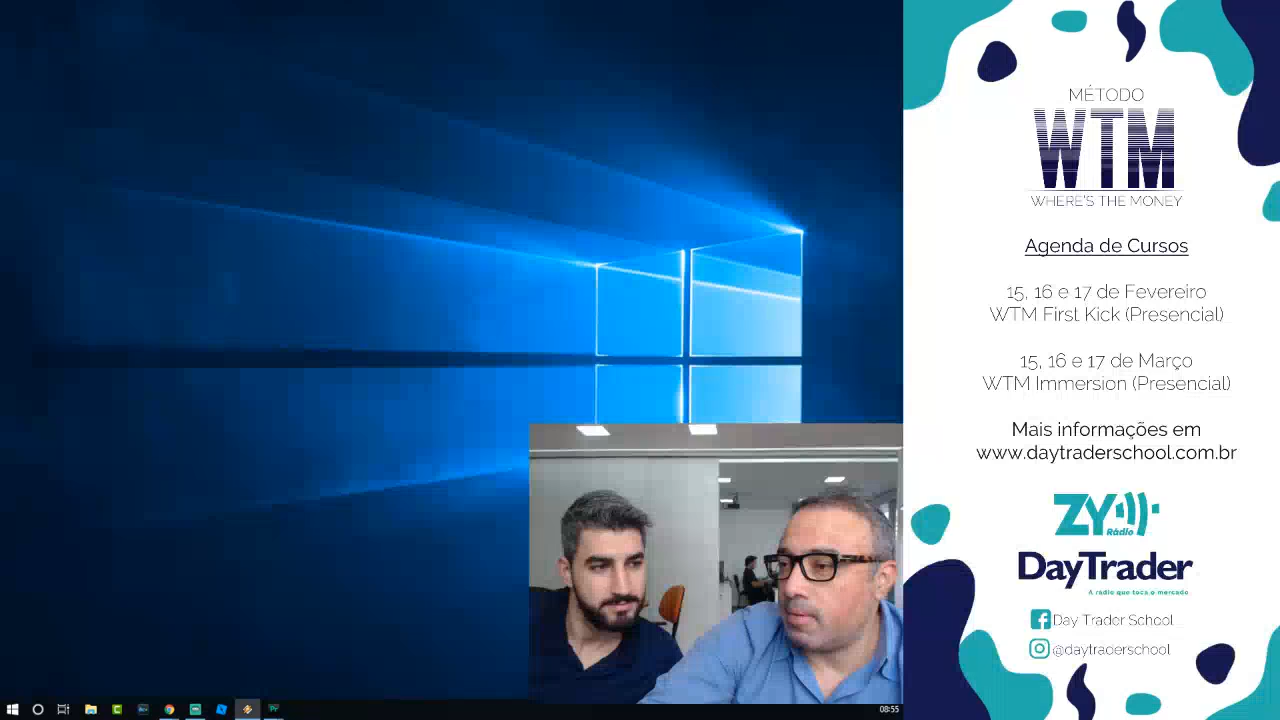 MÉTODO
WTM
WHERE'S THE MONEY
Agenda de Cursos
15, 16 e 17 de Fevereiro
WTM First Kick (Presencial)
15, 16 e 17 de Março
WTM Immersion (Presencial)
Mais informações em
www.daytraderschool.com.br
ZY
Rádio
DayTrader
A rádio que toca o mercado
Day Trader School
@daytraderschool
08:55